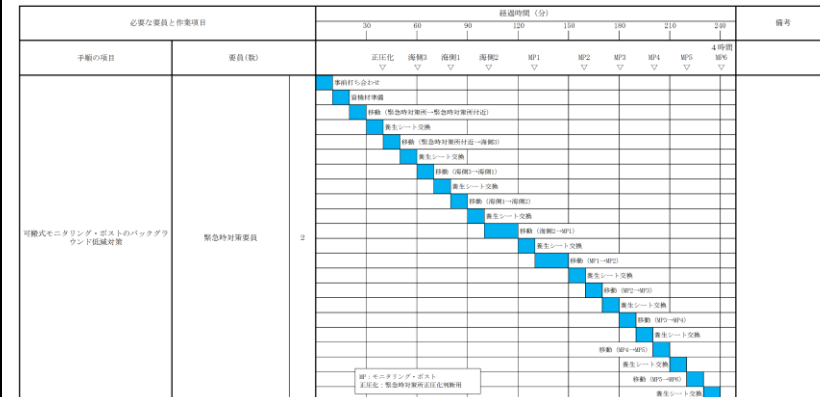 必要な要員と作業項目
経過時間（分）
備考
30 60 90 120 150 180 210 240
手順の項目
要員(数)
4時間
正圧化 海側3 海側1 海側2 MP1 MP2 MP3 MP4 MP5 MP6
▽ ▽ ▽ ▽ ▽ ▽ ▽ ▽ ▽ ▽
事前打ち合わせ
資機材準備
移動（緊急時対策所→緊急時対策所付近）
養生シート交換
移動（緊急時対策所付近→海側3）
養生シート交換
移動（海側3→海側1）
養生シート交換
移動（海側1→海側2）
養生シート交換
可搬式モニタリング・ポストのバックグラ
ウンド低減対策
緊急時対策要員
2
移動（海側2→MP1）
養生シート交換
移動（MP1→MP2）
養生シート交換
移動（MP2→MP3）
養生シート交換
移動（MP3→MP4）
養生シート交換
移動（MP4→MP5）
養生シート交換
移動（MP5→MP6）
養生シート交換
MP：モニタリング・ポスト
正圧化：緊急時対策所正圧化判断用